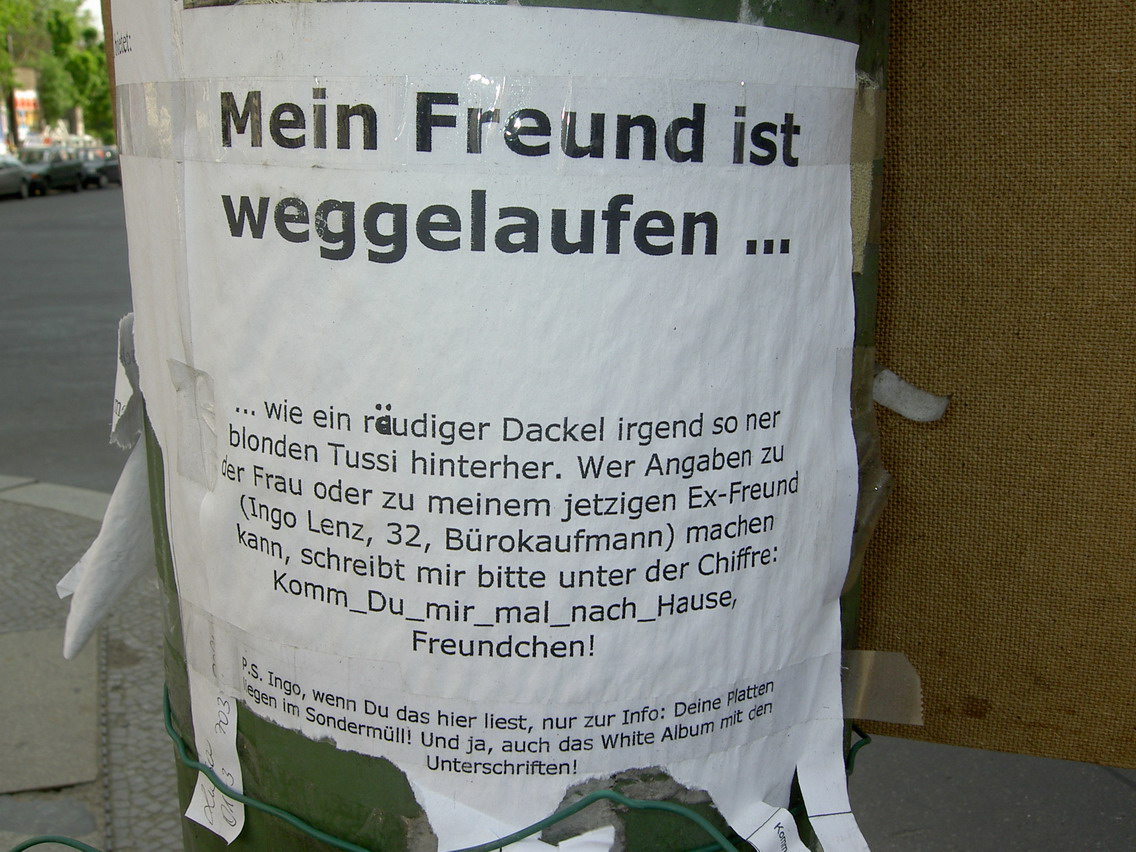 Mein Freund ist
weggelaufen ...
... wie ein räudiger Dackel irgend so ner
blonden Tussi hinterher. Wer Angaben zu
der Frau oder zu meinem jetzigen Ex-Freund
(Ingo Lenz, 32, Bürokaufmann) machen
kann, schreibt mir bitte unter der Chiffre:
Komm_Du_mir_mal_nach_Hause,
Freundchen!
P.S. Ingo, wenn Du das hier liest, nur zur Info: Deine Platten
liegen im Sondermüll! Und ja, auch das White Album mit den
Unterschriften!